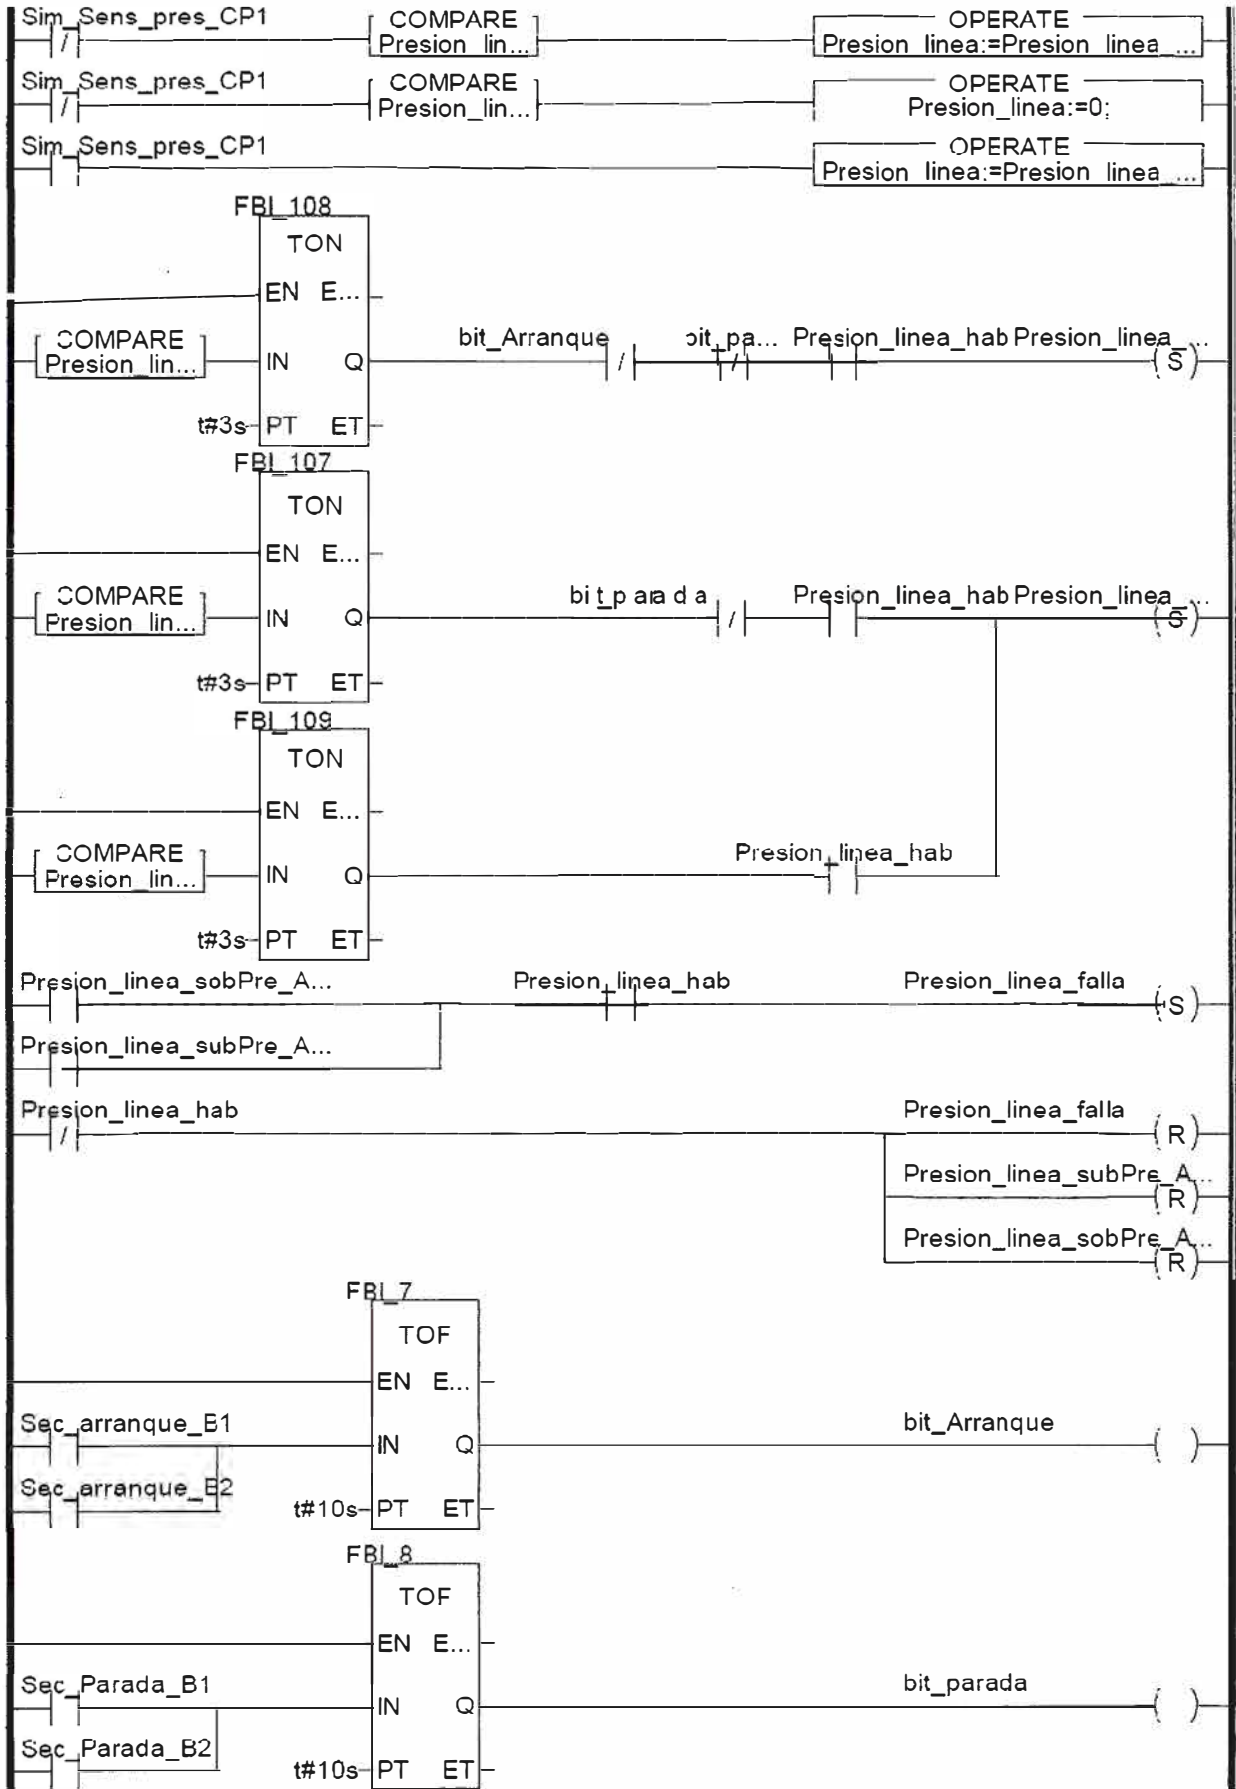 Sim_Sens_pres_CP1 COMPARE OPERATE
/ Presion_lin... Presion_linea:=Presion_linea_...
Sim_Sens_pres_CP1 COMPARE OPERATE
/ Presion_lin... Presion_linea:=0;
Sim_Sens_pres_CP1 OPERATE
Presion_linea:=Presion_linea_...
FBI_108
TON
EN E...
COMPARE bit_Arranque bit_pa... Presion_linea_hab Presion_linea_...
Presion_lin... IN Q / / S
t#3s PT ET
FBI_107
TON
EN E...
COMPARE bit_parada Presion_linea_hab Presion_linea_...
Presion_lin... IN Q / S
t#3s PT ET
FBI_109
TON
EN E...
COMPARE Presion_linea_hab
Presion_lin... IN Q
t#3s PT ET
Presion_linea_sobPre_A... Presion_linea_hab Presion_linea_falla
S
Presion_linea_subPre_A...
Presion_linea_hab Presion_linea_falla
/ R
Presion_linea_subPre_A...
R
Presion_linea_sobPre_A...
R
FBI_7
TOF
EN E...
Sec_arranque_B1 bit_Arranque
IN Q
Sec_arranque_B2
t#10s PT ET
FBI_8
TOF
EN E...
Sec_Parada_B1 bit_parada
IN Q
Sec_Parada_B2
t#10s PT ET